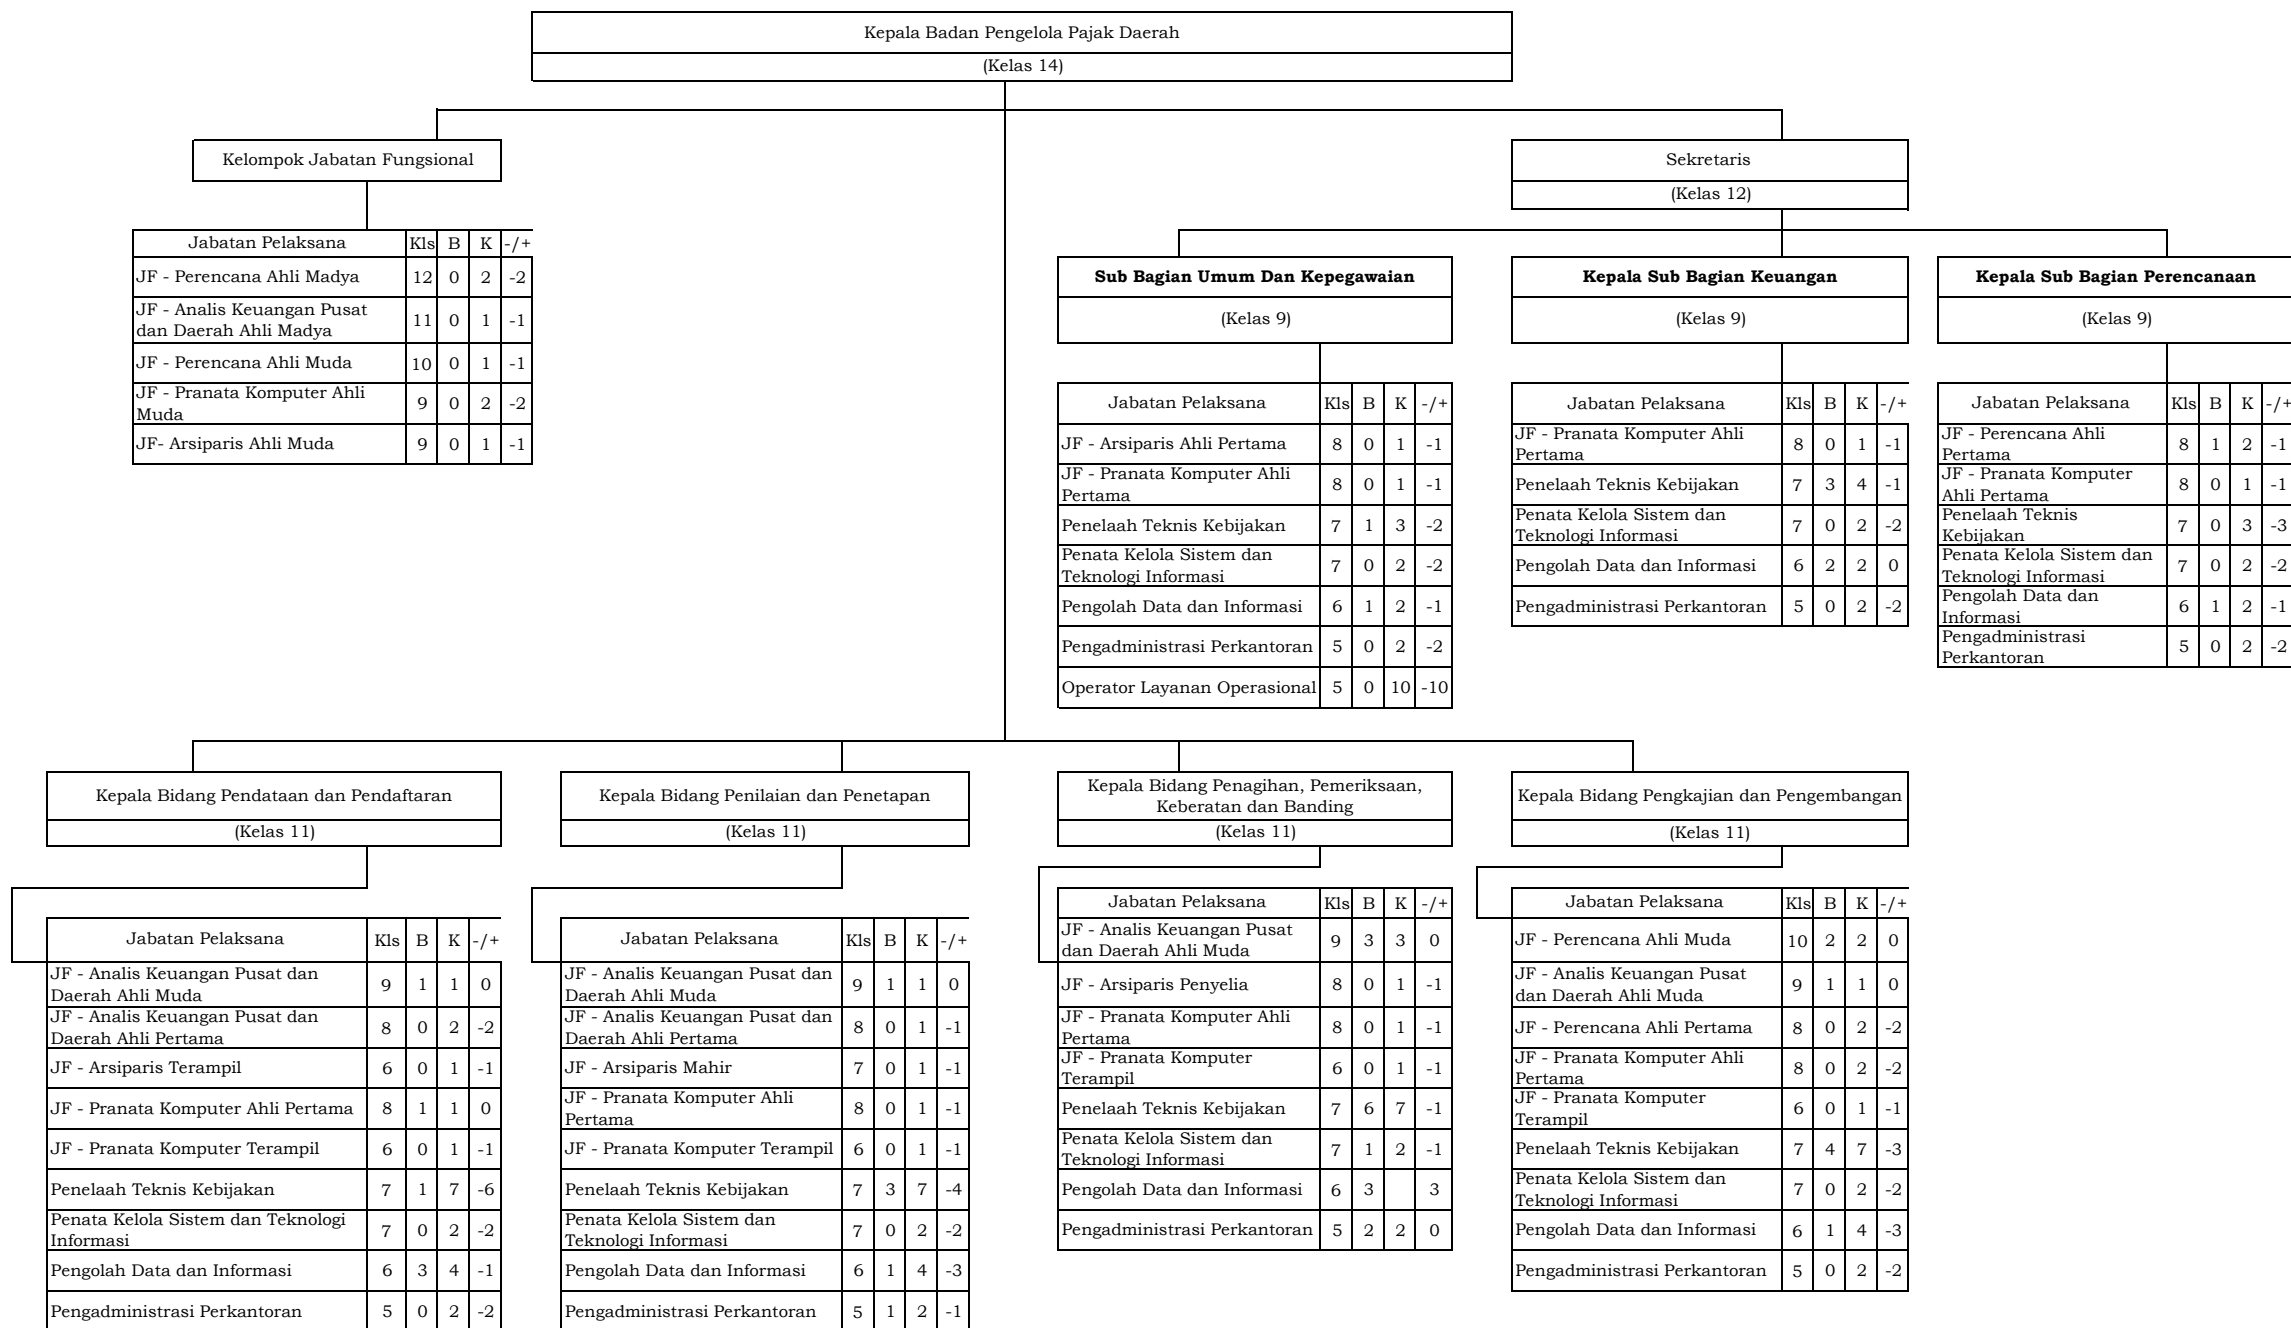 Kepala Badan Pengelola Pajak Daerah
(Kelas 14)
Kelompok Jabatan Fungsional
Jabatan Pelaksana Kls B K -/+
JF - Perencana Ahli Madya 12 0 2 -2
JF - Analis Keuangan Pusat
dan Daerah Ahli Madya 11 0 1 -1
JF - Perencana Ahli Muda 10 0 1 -1
JF - Pranata Komputer Ahli
Muda 9 0 2 -2
JF- Arsiparis Ahli Muda 9 0 1 -1
Sekretaris
(Kelas 12)
Sub Bagian Umum Dan Kepegawaian
(Kelas 9)
Jabatan Pelaksana Kls B K -/+
JF - Arsiparis Ahli Pertama 8 0 1 -1
JF - Pranata Komputer Ahli
Pertama 8 0 1 -1
Penelaah Teknis Kebijakan 7 1 3 -2
Penata Kelola Sistem dan
Teknologi Informasi 7 0 2 -2
Pengolah Data dan Informasi 6 1 2 -1
Pengadministrasi Perkantoran 5 0 2 -2
Operator Layanan Operasional 5 0 10 -10
Kepala Sub Bagian Keuangan
(Kelas 9)
Jabatan Pelaksana Kls B K -/+
JF - Pranata Komputer Ahli
Pertama 8 0 1 -1
Penelaah Teknis Kebijakan 7 3 4 -1
Penata Kelola Sistem dan
Teknologi Informasi 7 0 2 -2
Pengolah Data dan Informasi 6 2 2 0
Pengadministrasi Perkantoran 5 0 2 -2
Kepala Sub Bagian Perencanaan
(Kelas 9)
Jabatan Pelaksana Kls B K -/+
JF - Perencana Ahli
Pertama 8 1 2 -1
JF - Pranata Komputer
Ahli Pertama 8 0 1 -1
Penelaah Teknis
Kebijakan 7 0 3 -3
Penata Kelola Sistem dan
Teknologi Informasi 7 0 2 -2
Pengolah Data dan
Informasi 6 1 2 -1
Pengadministrasi
Perkantoran 5 0 2 -2
Kepala Bidang Pendataan dan Pendaftaran
(Kelas 11)
Jabatan Pelaksana Kls B K -/+
JF - Analis Keuangan Pusat dan
Daerah Ahli Muda 9 1 1 0
JF - Analis Keuangan Pusat dan
Daerah Ahli Pertama 8 0 2 -2
JF - Arsiparis Terampil 6 0 1 -1
JF - Pranata Komputer Ahli Pertama 8 1 1 0
JF - Pranata Komputer Terampil 6 0 1 -1
Penelaah Teknis Kebijakan 7 1 7 -6
Penata Kelola Sistem dan Teknologi
Informasi 7 0 2 -2
Pengolah Data dan Informasi 6 3 4 -1
Pengadministrasi Perkantoran 5 0 2 -2
Kepala Bidang Penilaian dan Penetapan
(Kelas 11)
Jabatan Pelaksana Kls B K -/+
JF - Analis Keuangan Pusat dan
Daerah Ahli Muda 9 1 1 0
JF - Analis Keuangan Pusat dan
Daerah Ahli Pertama 8 0 1 -1
JF - Arsiparis Mahir 7 0 1 -1
JF - Pranata Komputer Ahli
Pertama 8 0 1 -1
JF - Pranata Komputer Terampil 6 0 1 -1
Penelaah Teknis Kebijakan 7 3 7 -4
Penata Kelola Sistem dan
Teknologi Informasi 7 0 2 -2
Pengolah Data dan Informasi 6 1 4 -3
Pengadministrasi Perkantoran 5 1 2 -1
Kepala Bidang Penagihan, Pemeriksaan,
Keberatan dan Banding
(Kelas 11)
Jabatan Pelaksana Kls B K -/+
JF - Analis Keuangan Pusat
dan Daerah Ahli Muda 9 3 3 0
JF - Arsiparis Penyelia 8 0 1 -1
JF - Pranata Komputer Ahli
Pertama 8 0 1 -1
JF - Pranata Komputer
Terampil 6 0 1 -1
Penelaah Teknis Kebijakan 7 6 7 -1
Penata Kelola Sistem dan
Teknologi Informasi 7 1 2 -1
Pengolah Data dan Informasi 6 3 3
Pengadministrasi Perkantoran 5 2 2 0
Kepala Bidang Pengkajian dan Pengembangan
(Kelas 11)
Jabatan Pelaksana Kls B K -/+
JF - Perencana Ahli Muda 10 2 2 0
JF - Analis Keuangan Pusat
dan Daerah Ahli Muda 9 1 1 0
JF - Perencana Ahli Pertama 8 0 2 -2
JF - Pranata Komputer Ahli
Pertama 8 0 2 -2
JF - Pranata Komputer
Terampil 6 0 1 -1
Penelaah Teknis Kebijakan 7 4 7 -3
Penata Kelola Sistem dan
Teknologi Informasi 7 0 2 -2
Pengolah Data dan Informasi 6 1 4 -3
Pengadministrasi Perkantoran 5 0 2 -2